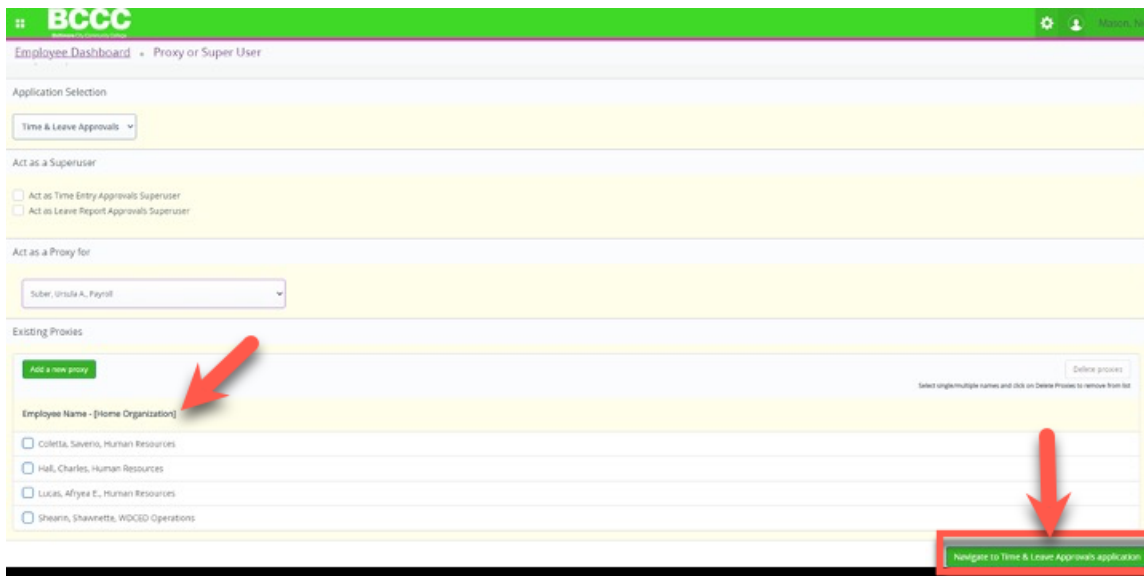 BCCC
Baltimore City Community College
Mason, Ni
Employee Dashboard • Proxy or Super User
Application Selection
Time & Leave Approvals
Act as a Superuser
Act as Time Entry Approvals Superuser
Act as Leave Report Approvals Superuser
Act as a Proxy for
Suber, Ursula A., Payroll
Existing Proxies
Add a new proxy
Delete proxies
Select single/multiple names and click on Delete Proxies to remove from list
Employee Name - [Home Organization]
Coletta, Saverio, Human Resources
Hall, Charles, Human Resources
Lucas, Afryea E., Human Resources
Shearin, Shawnette, WDCED Operations
Navigate to Time & Leave Approvals application